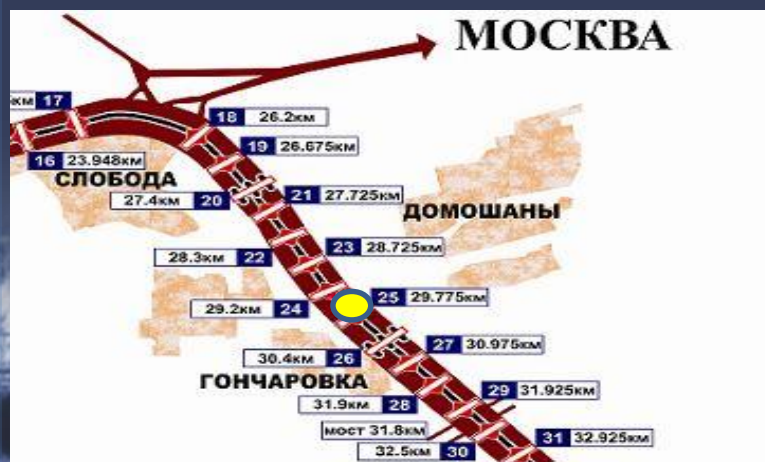 МОСКВА
км 17
18 26.2км
19 26.675км
16 23.948км
СЛОБОДА
27.4км 20
21 27.725км
ДОМОШАНЫ
23 28.725км
28.3км 22
25 29.775км
29.2км 24
27 30.975км
30.4км 26
ГОНЧАРОВКА
29 31.925км
31.9км 28
мост 31.8км
31 32.925км
32.5км 30